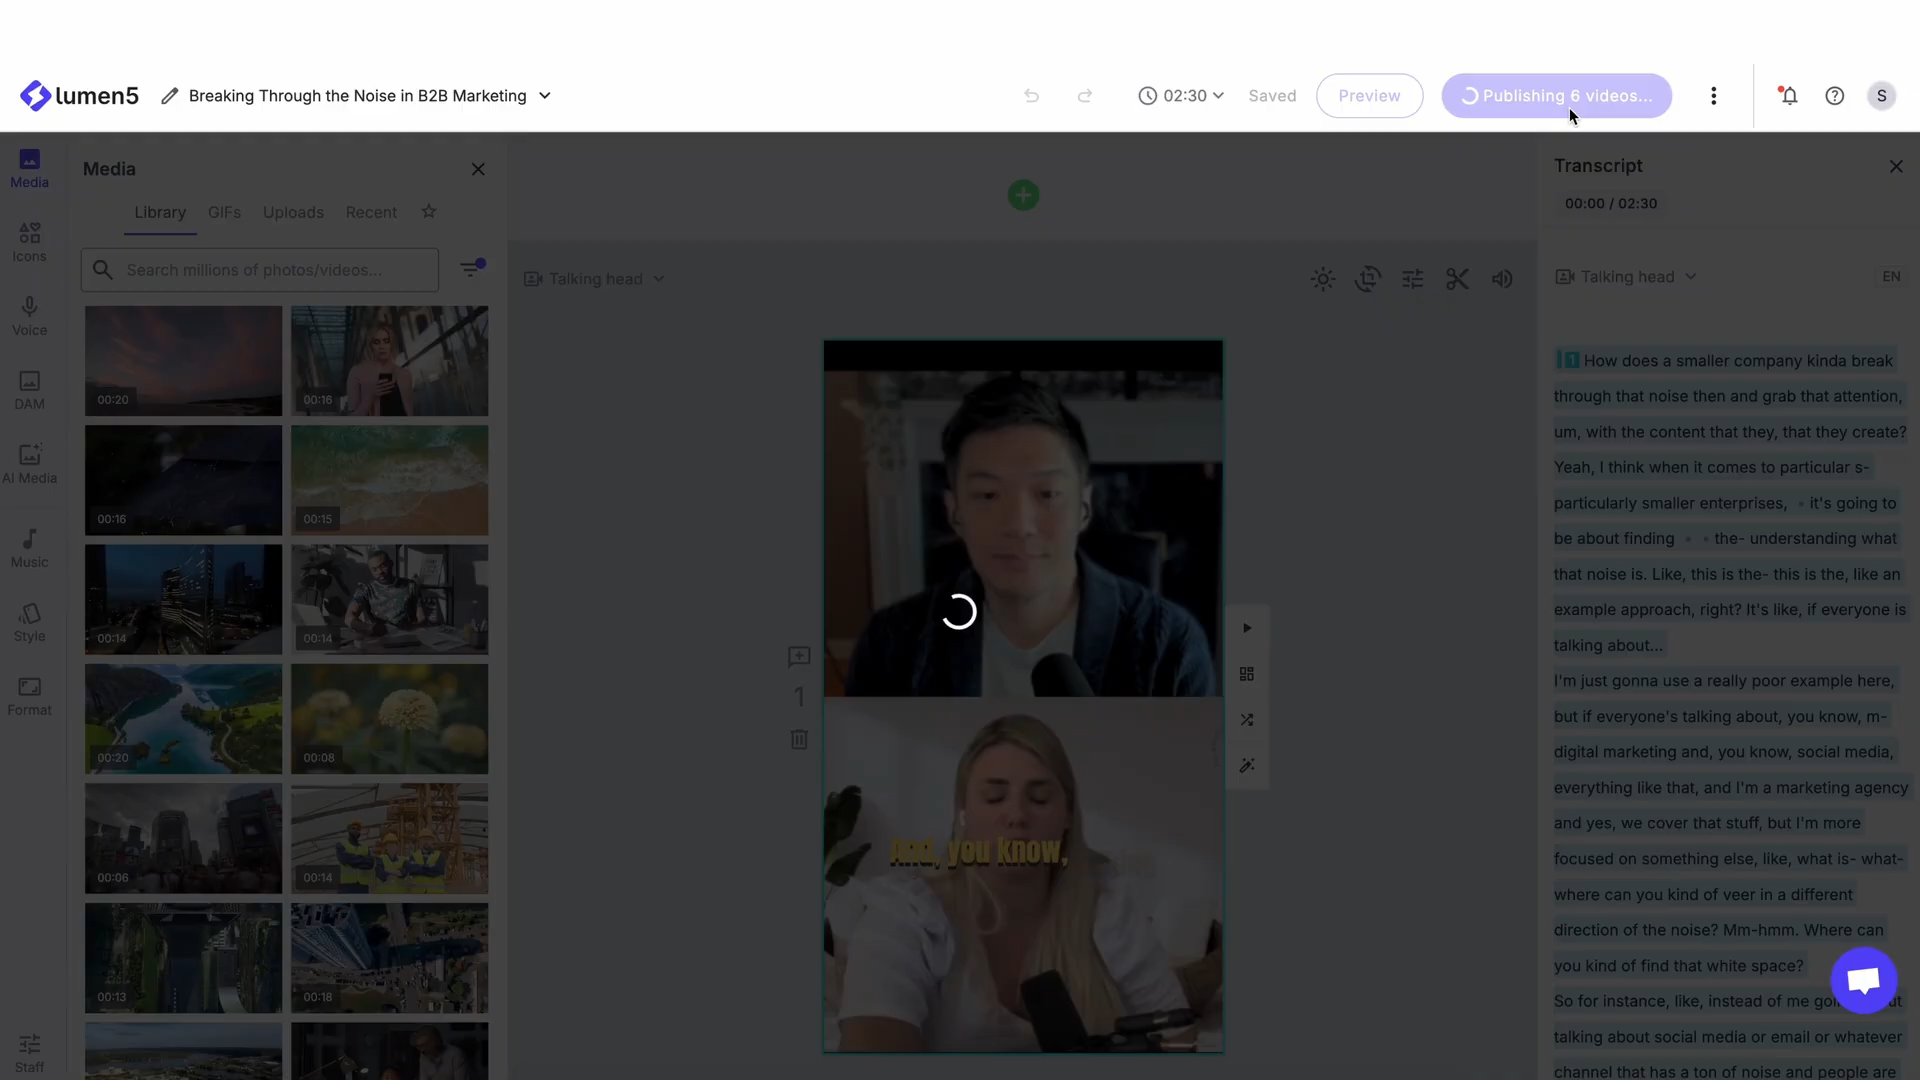 lumen5
Breaking Through the Noise in B2B Marketing
02:30
Saved
Preview
Publishing 6 videos...
S
Media
Icons
Voice
DAM
AI Media
Music
Style
Format
Staff
Media
Library GIFs Uploads Recent
Search millions of photos/videos...
00:20
00:16
00:16
00:15
00:14
00:14
00:20
00:08
00:06
00:14
00:13
00:18
Talking head
1
And, you know,
Transcript
00:00 / 02:30
Talking head
EN
1 How does a smaller company kinda break
through that noise then and grab that attention,
um, with the content that they, that they create?
Yeah, I think when it comes to particular s-
particularly smaller enterprises, it's going to
be about finding the- understanding what
that noise is. Like, this is the- this is the, like an
example approach, right? It's like, if everyone is
talking about...
I'm just gonna use a really poor example here,
but if everyone's talking about, you know, m-
digital marketing and, you know, social media,
everything like that, and I'm a marketing agency
and yes, we cover that stuff, but I'm more
focused on something else, like, what is- what-
where can you kind of veer in a different
direction of the noise? Mm-hmm. Where can
you kind of find that white space?
So for instance, like, instead of me
talking about social media or email or whatever
channel that has a ton of noise and people are